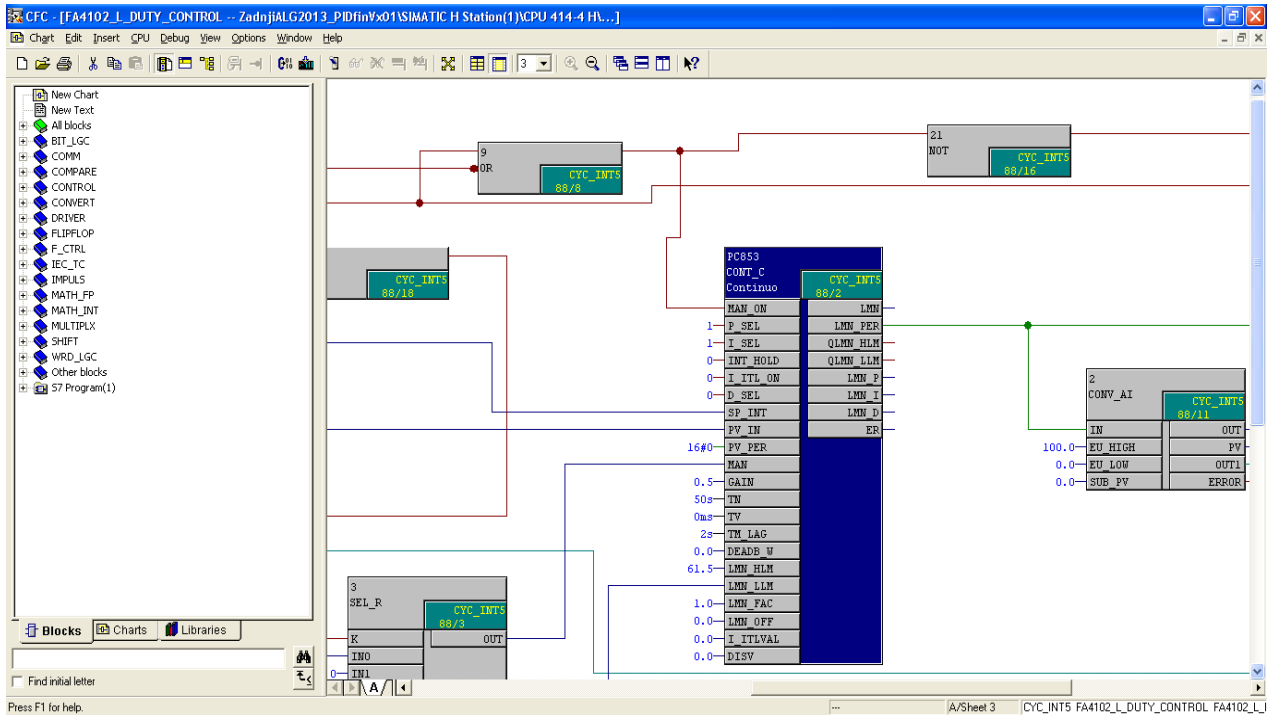 CFC - [FA4102_L_DUTY_CONTROL -- ZadnjiALG2013_PIDfinVx01\SIMATIC H Station(1)\CPU 414-4 H\...]
Chart Edit Insert CPU Debug View Options Window Help
3
New Chart
New Text
All blocks
BIT_LGC
COMM
COMPARE
CONTROL
CONVERT
DRIVER
FLIPFLOP
F_CTRL
IEC_TC
IMPULS
MATH_FP
MATH_INT
MULTIPLX
SHIFT
WRD_LGC
Other blocks
S7 Program(1)
Blocks Charts Libraries
Find initial letter
9
OR
CYC_INT5
88/8
21
NOT
CYC_INT5
88/16
CYC_INT5
88/18
PC853
CONT_C
Continuo
CYC_INT5
88/2
MAN_ON LMN
1 P_SEL LMN_PER
1 I_SEL QLMN_HLM
0 INT_HOLD QLMN_LLM
0 I_ITL_ON LMN_P
0 D_SEL LMN_I
SP_INT LMN_D
PV_IN ER
16#0 PV_PER
MAN
0.5 GAIN
50s TN
0ms TV
2s TM_LAG
0.0 DEADB_W
61.5 LMN_HLM
LMN_LLM
1.0 LMN_FAC
0.0 LMN_OFF
0.0 I_ITLVAL
0.0 DISV
2
CONV_AI
CYC_INT5
88/11
IN OUT
100.0 EU_HIGH PV
0.0 EU_LOW OUT1
0.0 SUB_PV ERROR
3
SEL_R
CYC_INT5
88/3
K OUT
IN0
0 IN1
A
Press F1 for help.
---
A/Sheet 3
CYC_INT5 FA4102_L_DUTY_CONTROL FA4102_L_